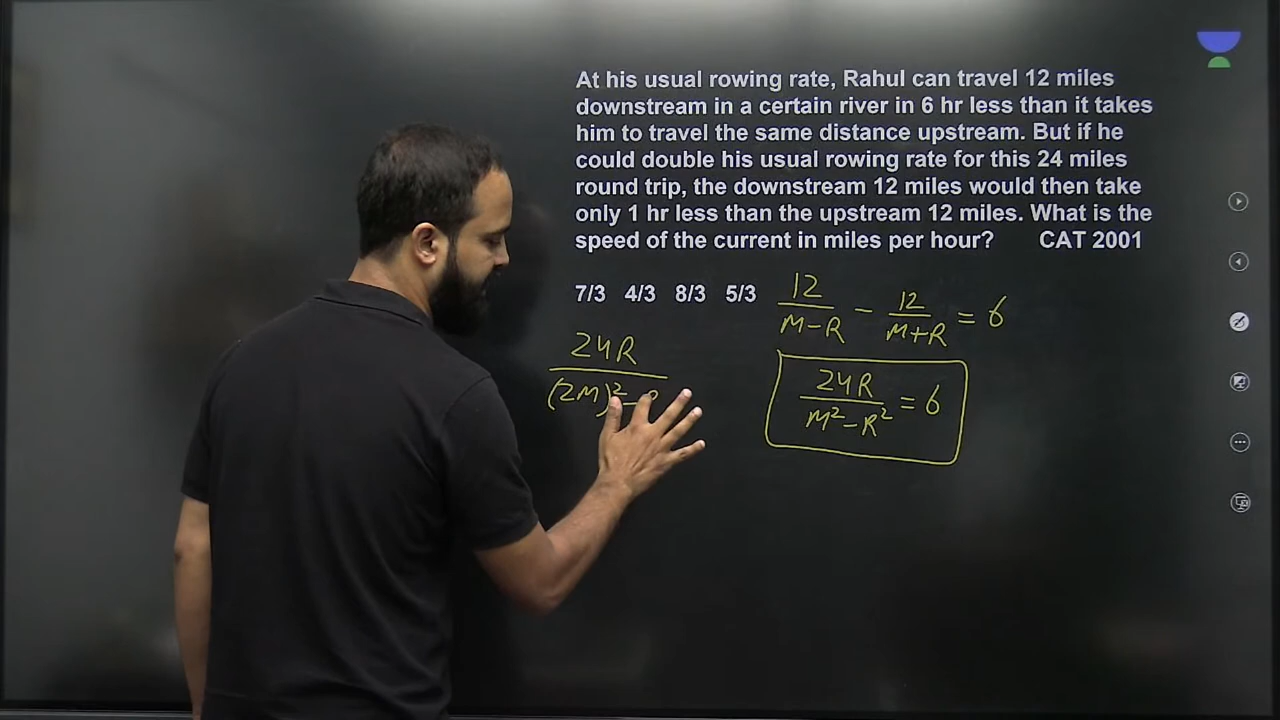 At his usual rowing rate, Rahul can travel 12 miles
downstream in a certain river in 6 hr less than it takes
him to travel the same distance upstream. But if he
could double his usual rowing rate for this 24 miles
round trip, the downstream 12 miles would then take
only 1 hr less than the upstream 12 miles. What is the
speed of the current in miles per hour? CAT 2001
7/3 4/3 8/3 5/3
12/(M-R) - 12/(M+R) = 6
24R/(M²-R²) = 6
24R/(2M)²-